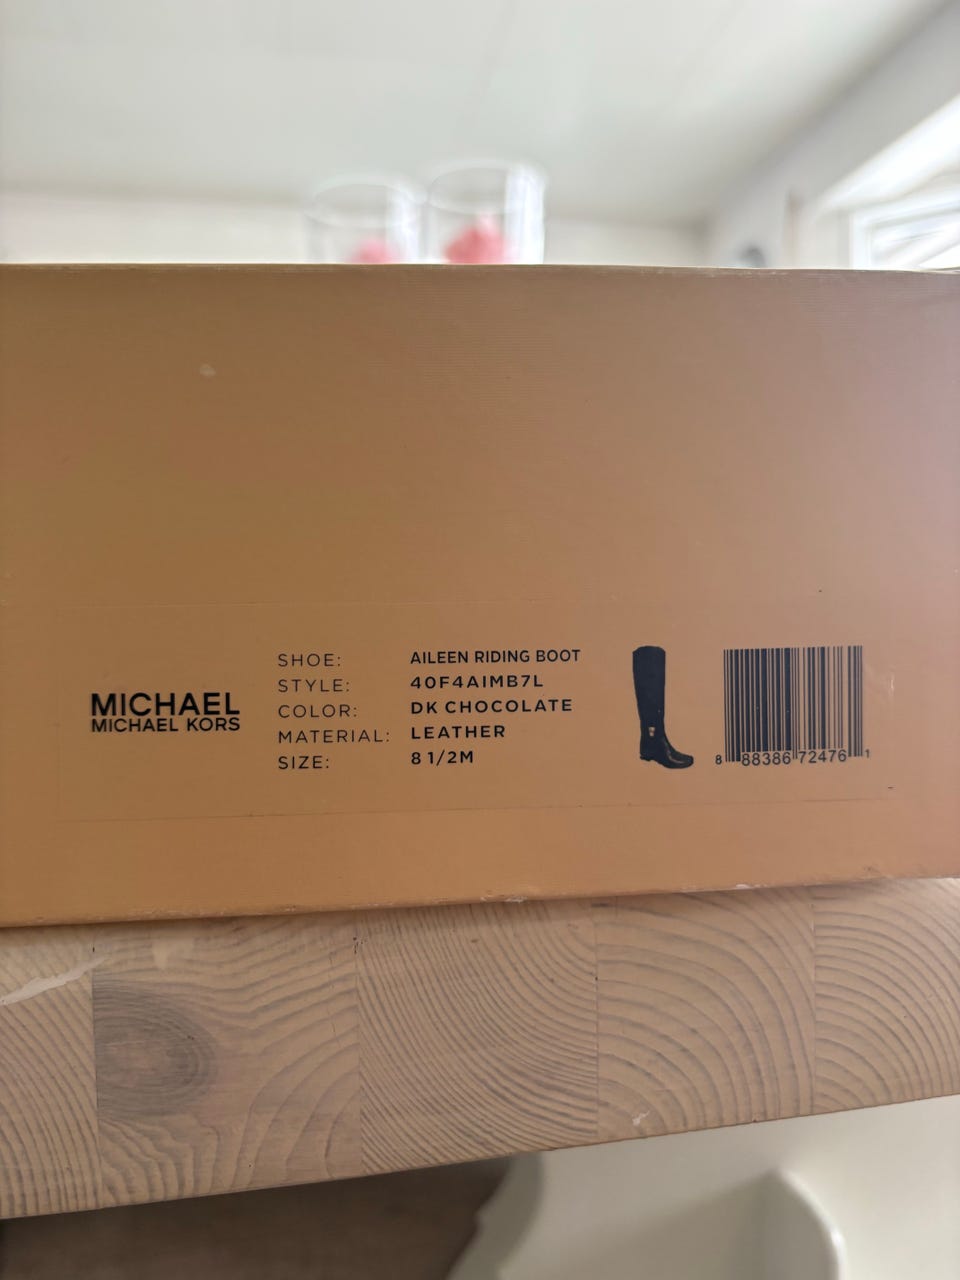 MICHAEL
MICHAEL KORS
SHOE: AILEEN RIDING BOOT
STYLE: 40F4AIMB7L
COLOR: DK CHOCOLATE
MATERIAL: LEATHER
SIZE: 8 1/2M
8 88386 72476 1